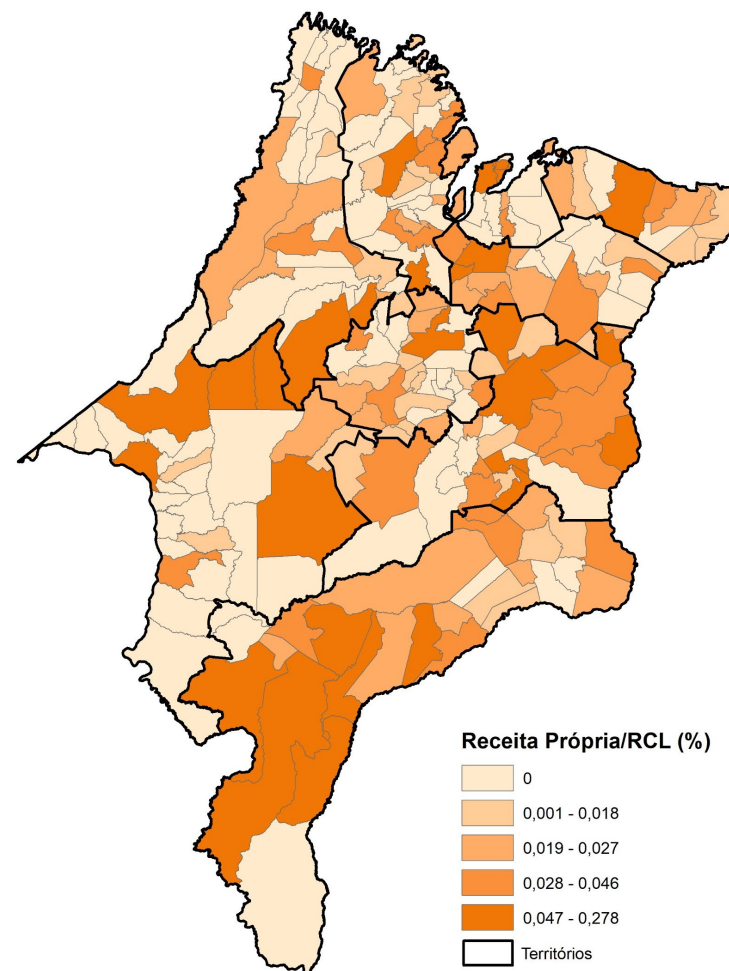 Receita Própria/RCL (%)
0
0,001 - 0,018
0,019 - 0,027
0,028 - 0,046
0,047 - 0,278
Territórios